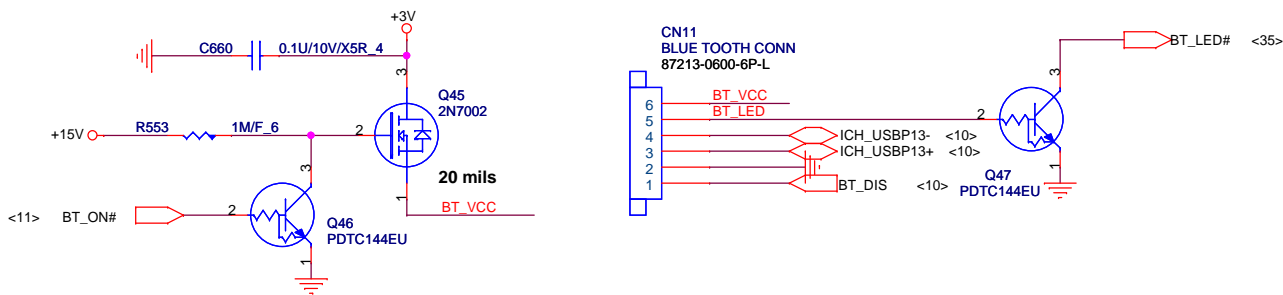 +3V
C660 0.1U/10V/X5R_4
3
Q45
2N7002
+15V R553 1M/F_6 2
3
20 mils
1
BT_VCC
<11> BT_ON# 2
Q46
PDTC144EU
1
CN11
BLUE TOOTH CONN
87213-0600-6P-L
6 BT_VCC
5 BT_LED
4 ICH_USBP13- <10>
3 ICH_USBP13+ <10>
2
1 BT_DIS <10>
BT_LED# <35>
3
2
1
Q47
PDTC144EU